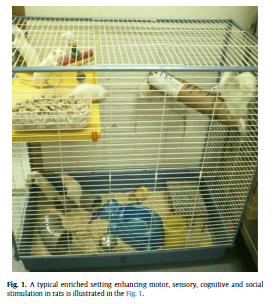 Fig. 1. A typical enriched setting enhancing motor, sensory, cognitive and social
stimulation in rats is illustrated in the Fig. 1.